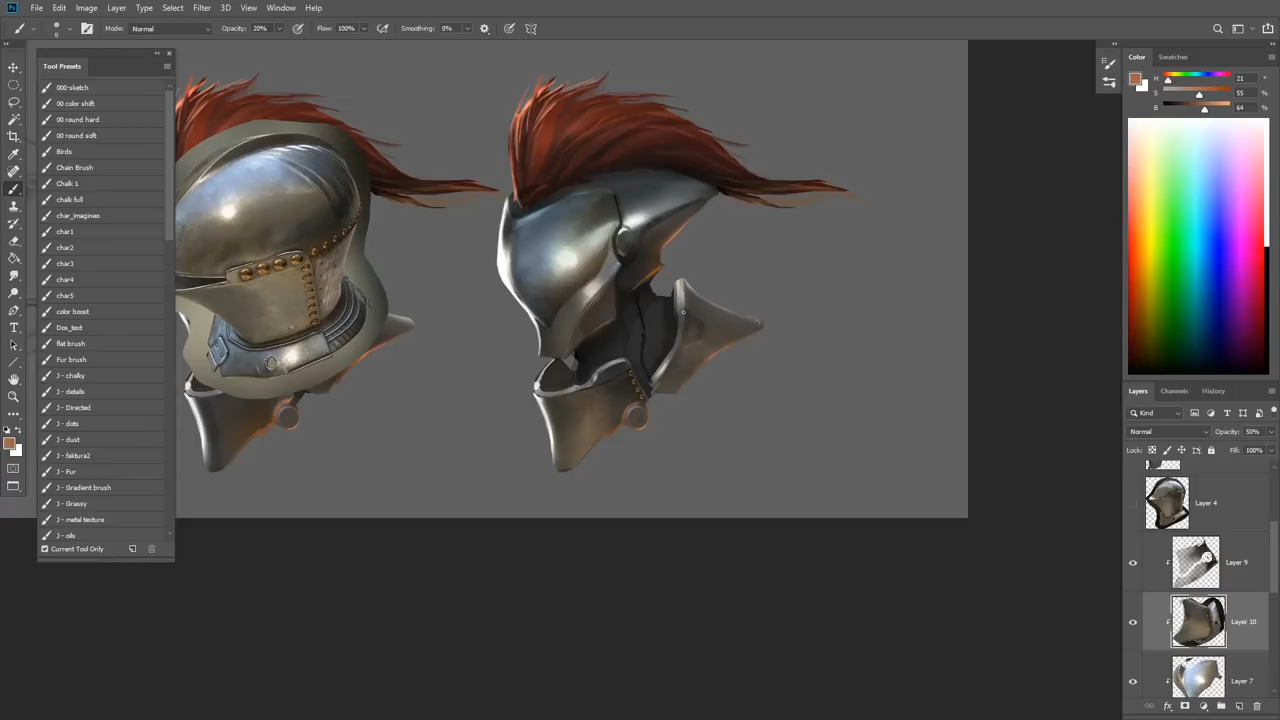 File Edit Image Layer Type Select Filter 3D View Window Help
Mode: Normal Opacity: 20% Flow: 100% Smoothing: 0%
Tool Presets
000-sketch
00 color shift
00 round hard
00 round soft
Birds
Chain Brush
Chalk 1
chalk full
char_imagineo
char1
char2
char3
char4
char5
color boost
Dos_text
flat brush
Fur brush
J - chalky
J - details
J - Directed
J - dots
J - dust
J - faktura2
J - Fur
J - Gradient brush
J - Grassy
J - metal texture
J - oils
Current Tool Only
Color Swatches
H 21 °
S 55 %
B 64 %
Layers Channels History
Kind
Normal Opacity: 50%
Lock: Fill: 100%
Layer 4
Layer 9
Layer 10
Layer 7